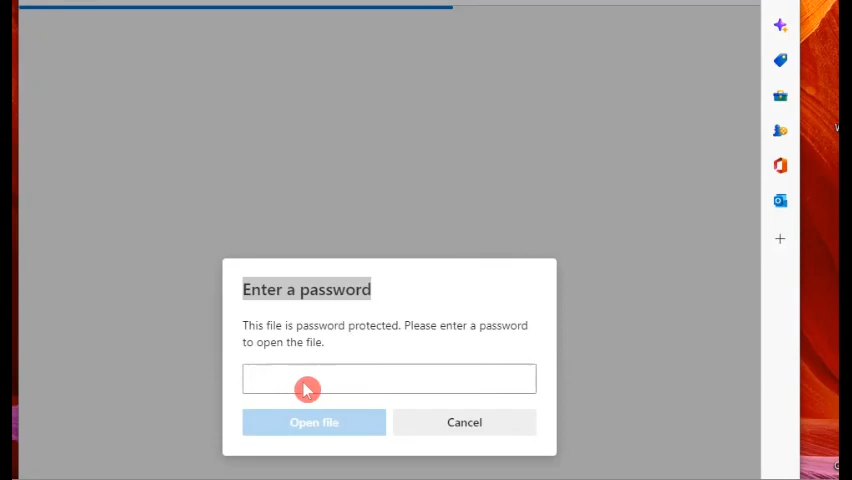 Enter a password
This file is password protected. Please enter a password
to open the file.
Open file
Cancel